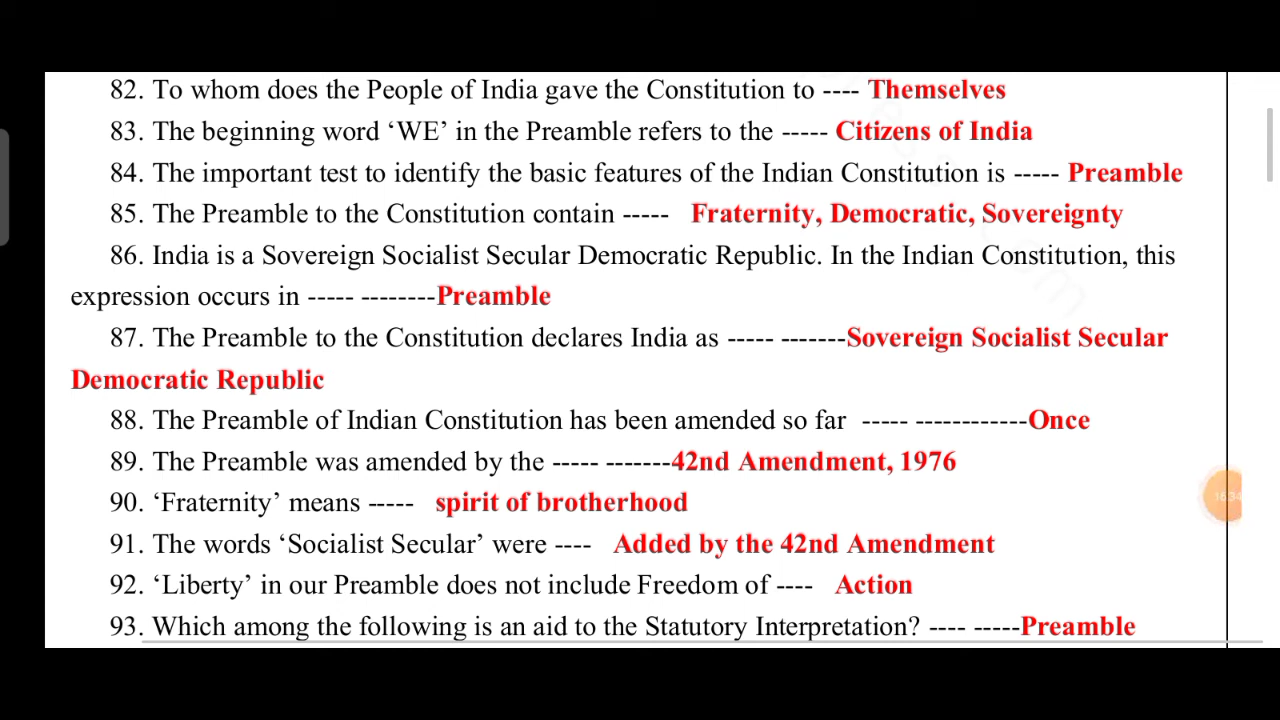 82. To whom does the People of India gave the Constitution to ---- Themselves
83. The beginning word ‘WE’ in the Preamble refers to the ----- Citizens of India
84. The important test to identify the basic features of the Indian Constitution is ----- Preamble
85. The Preamble to the Constitution contain ----- Fraternity, Democratic, Sovereignty
86. India is a Sovereign Socialist Secular Democratic Republic. In the Indian Constitution, this
expression occurs in ----- --------Preamble
87. The Preamble to the Constitution declares India as ----- -------Sovereign Socialist Secular
Democratic Republic
88. The Preamble of Indian Constitution has been amended so far ----- ------------Once
89. The Preamble was amended by the ----- -------42nd Amendment, 1976
90. ‘Fraternity’ means ----- spirit of brotherhood
91. The words ‘Socialist Secular’ were ---- Added by the 42nd Amendment
92. ‘Liberty’ in our Preamble does not include Freedom of ---- Action
93. Which among the following is an aid to the Statutory Interpretation? ---- -----Preamble